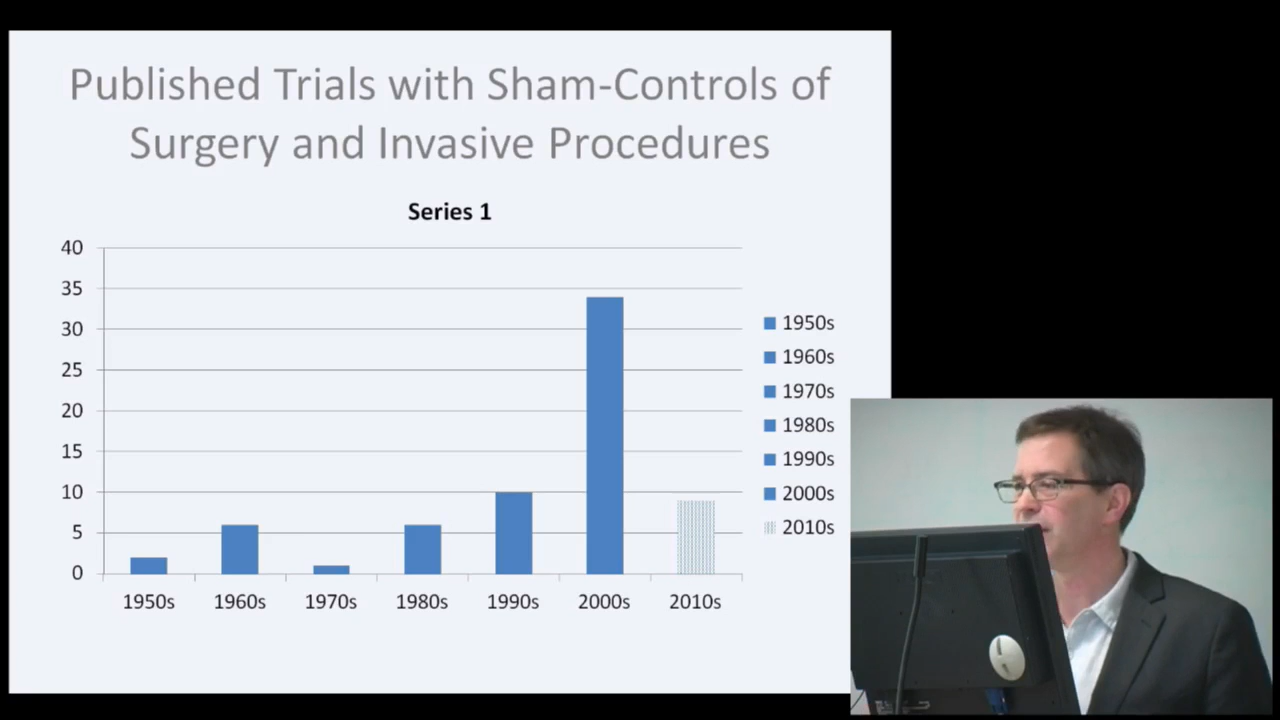 Published Trials with Sham-Controls of
Surgery and Invasive Procedures
Series 1
40
35
30
25
20
15
10
5
0
1950s
1960s
1970s
1980s
1990s
2000s
2010s
1950s
1960s
1970s
1980s
1990s
2000s
2010s